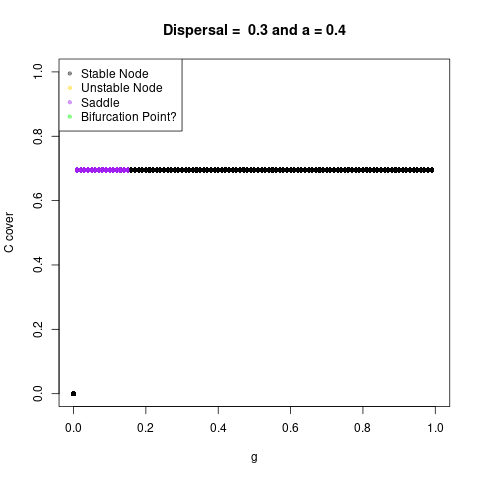 Dispersal =  0.3 and a = 0.4
Stable Node
Unstable Node
Saddle
Bifurcation Point?
1.0
0.8
0.6
0.4
0.2
0.0
C cover
0.0 0.2 0.4 0.6 0.8 1.0
g